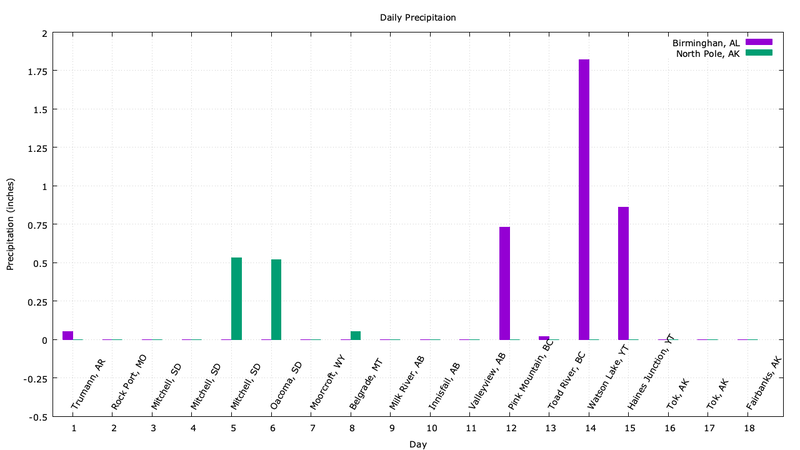 Daily Precipitaion
Birminghan, AL
North Pole, AK
Precipitation (inches)
2
1.75
1.5
1.25
1
0.75
0.5
0.25
0
-0.25
-0.5
Trumann, AR
Rock Port, MO
Mitchell, SD
Mitchell, SD
Mitchell, SD
Oacoma, SD
Moorcroft, WY
Belgrade, MT
Milk River, AB
Innisfail, AB
Valleyview, AB
Pink Mountain, BC
Toad River, BC
Watson Lake, YT
Haines Junction, YT
Tok, AK
Tok, AK
Fairbanks, AK
1 2 3 4 5 6 7 8 9 10 11 12 13 14 15 16 17 18
Day